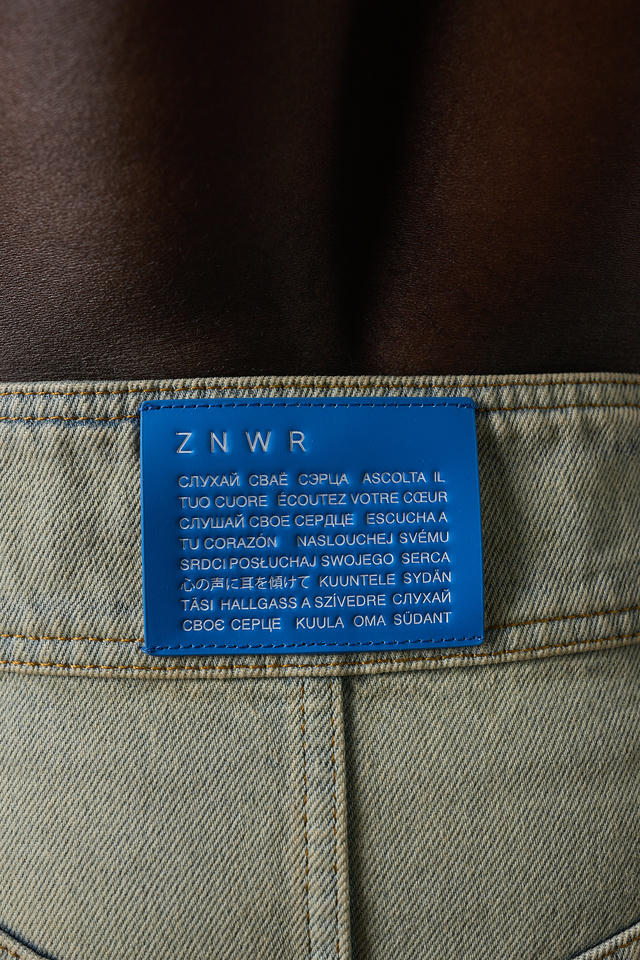 ZNWR
СЛУХАЙ СВАЁ СЭРЦА ASCOLTA IL
TUO CUORE ÉCOUTEZ VOTRE CŒUR
СЛУШАЙ СВОЕ СЕРДЦЕ ESCUCHA A
TU CORAZÓN NASLOUCHEJ SVÉMU
SRDCI POSŁUCHAJ SWOJEGO SERCA
心の声に耳を傾けて KUUNTELE SYDÄN
TÄSI HALLGASS A SZÍVEDRE СЛУХАЙ
СВОЄ СЕРЦЕ KUULA OMA SÜDANT